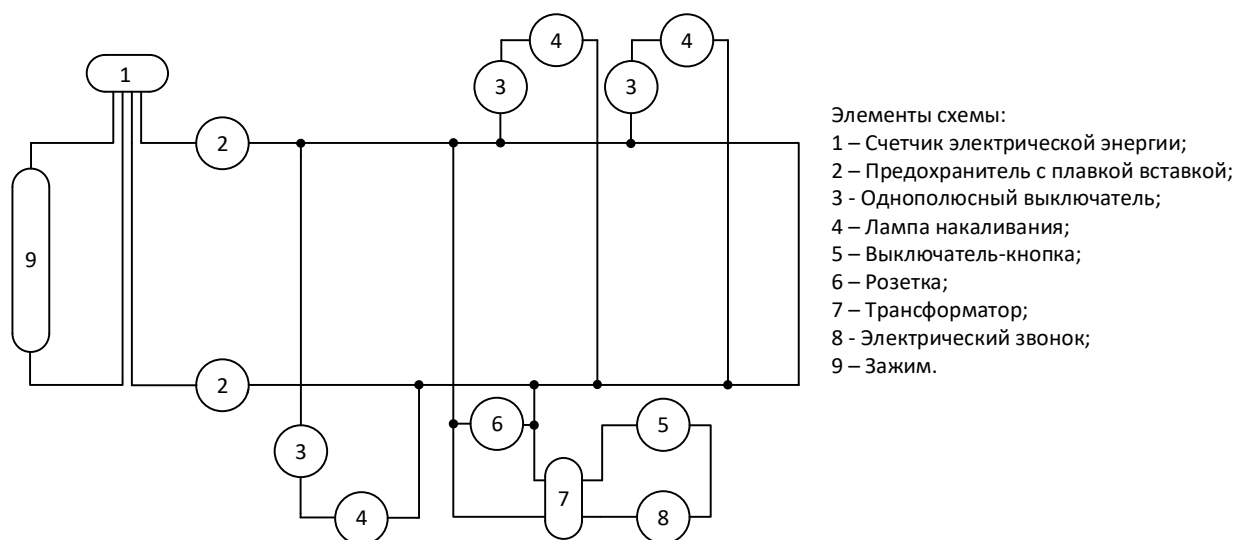 4
4
1
3
3
2
9
2
6
5
3
7
4
8
Элементы схемы:
1 – Счетчик электрической энергии;
2 – Предохранитель с плавкой вставкой;
3 - Однополюсный выключатель;
4 – Лампа накаливания;
5 – Выключатель-кнопка;
6 – Розетка;
7 – Трансформатор;
8 - Электрический звонок;
9 – Зажим.